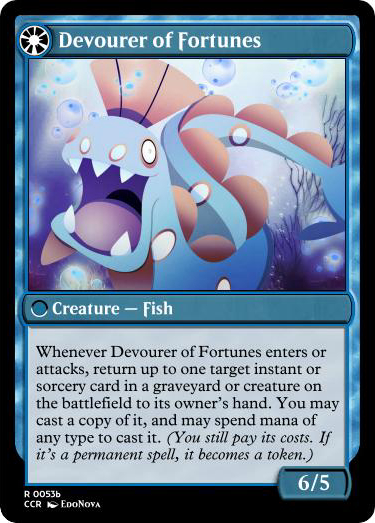 Devourer of Fortunes
Creature — Fish
Whenever Devourer of Fortunes enters or
attacks, return up to one target instant or
sorcery card in a graveyard or creature on
the battlefield to its owner's hand. You may
cast a copy of it, and may spend mana of
any type to cast it. (You still pay its costs. If
it's a permanent spell, it becomes a token.)
6/5
R 0053b
CCR EdoNova